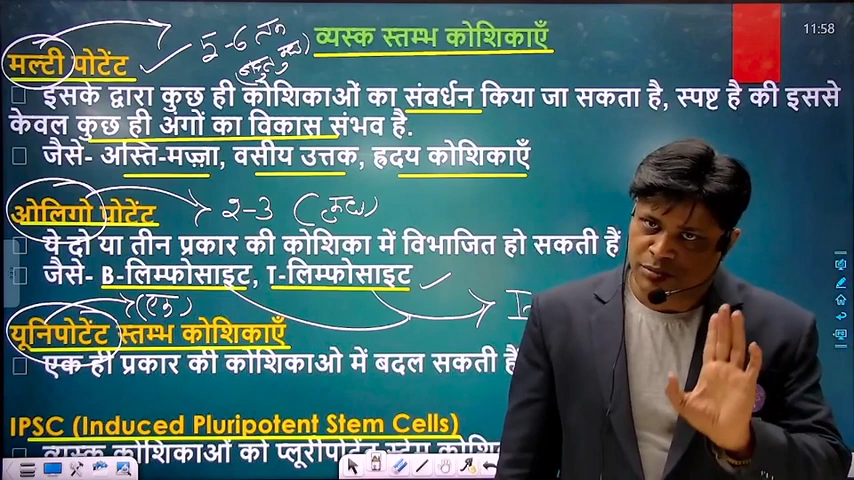 व्यस्क स्तम्भ कोशिकाएँ
11:58
5-6 तक
मल्टी पोटेंट
इसके द्वारा कुछ ही कोशिकाओं का संवर्धन किया जा सकता है, स्पष्ट है की इससे
केवल कुछ ही अंगों का विकास संभव है.
जैसे- अस्ति-मज्जा, वसीय उत्तक, ह्रदय कोशिकाएँ
ओलिगो पोटेंट
2-3 (कुछ)
ये दो या तीन प्रकार की कोशिका में विभाजित हो सकती हैं
जैसे- B-लिम्फोसाइट, T-लिम्फोसाइट
(एक)
यूनिपोटेंट स्तम्भ कोशिकाएँ
एक ही प्रकार की कोशिकाओ में बदल सकती हैं
IPSC (Induced Pluripotent Stem Cells)
व्यस्क कोशिकाओं को प्लूरीपोटेंट स्टेम